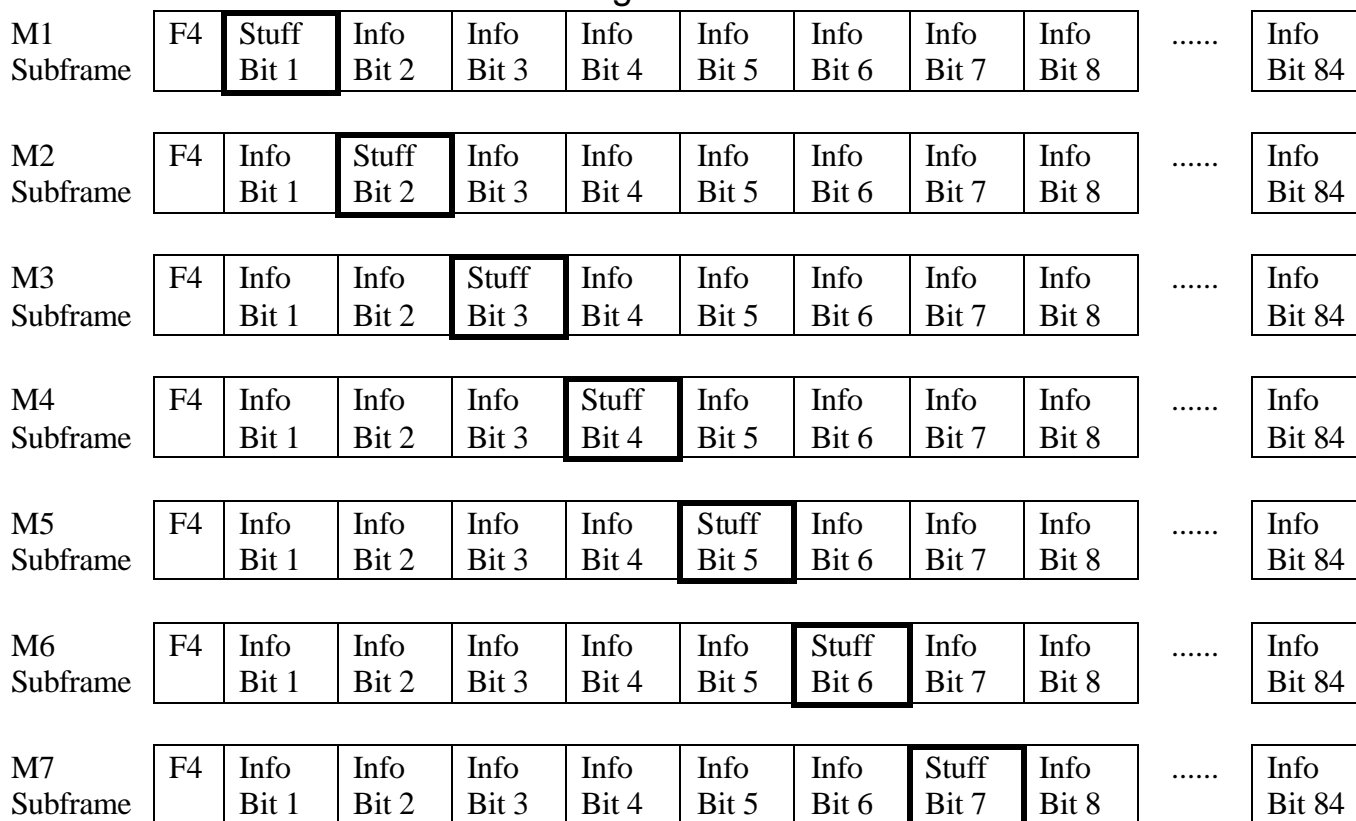 g
M1 F4 Stuff Info Info Info Info Info Info Info ...... Info
Subframe Bit 1 Bit 2 Bit 3 Bit 4 Bit 5 Bit 6 Bit 7 Bit 8 Bit 84
M2 F4 Info Stuff Info Info Info Info Info Info ...... Info
Subframe Bit 1 Bit 2 Bit 3 Bit 4 Bit 5 Bit 6 Bit 7 Bit 8 Bit 84
M3 F4 Info Info Stuff Info Info Info Info Info ...... Info
Subframe Bit 1 Bit 2 Bit 3 Bit 4 Bit 5 Bit 6 Bit 7 Bit 8 Bit 84
M4 F4 Info Info Info Stuff Info Info Info Info ...... Info
Subframe Bit 1 Bit 2 Bit 3 Bit 4 Bit 5 Bit 6 Bit 7 Bit 8 Bit 84
M5 F4 Info Info Info Info Stuff Info Info Info ...... Info
Subframe Bit 1 Bit 2 Bit 3 Bit 4 Bit 5 Bit 6 Bit 7 Bit 8 Bit 84
M6 F4 Info Info Info Info Info Stuff Info Info ...... Info
Subframe Bit 1 Bit 2 Bit 3 Bit 4 Bit 5 Bit 6 Bit 7 Bit 8 Bit 84
M7 F4 Info Info Info Info Info Info Stuff Info ...... Info
Subframe Bit 1 Bit 2 Bit 3 Bit 4 Bit 5 Bit 6 Bit 7 Bit 8 Bit 84